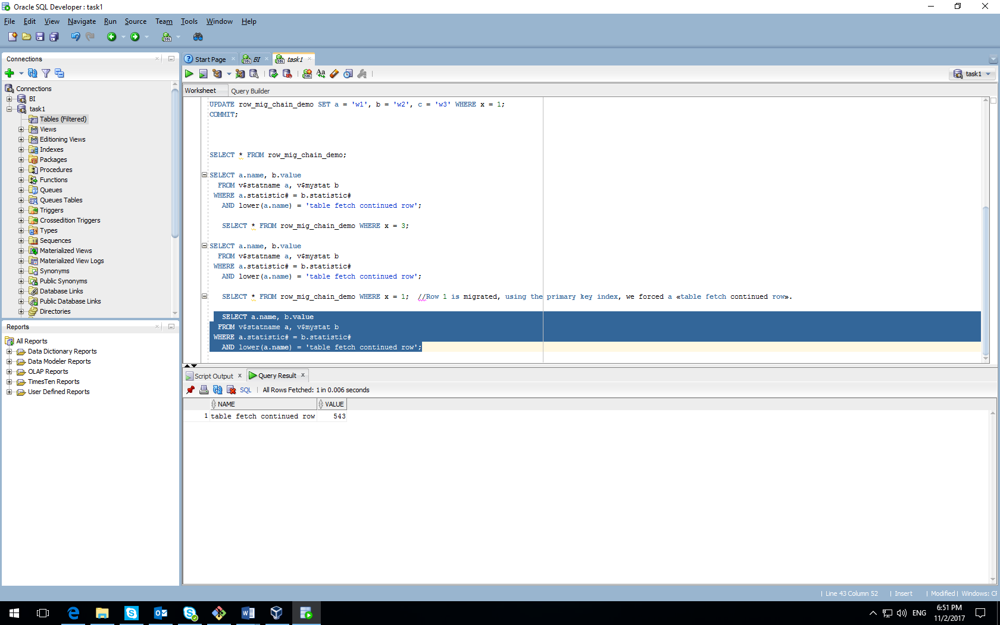 Oracle SQL Developer : task1
File Edit View Navigate Run Source Team Tools Window Help
Connections
Connections
BI
task1
Tables (Filtered)
Views
Editioning Views
Indexes
Packages
Procedures
Functions
Queues
Queues Tables
Triggers
Crossedition Triggers
Types
Sequences
Materialized Views
Materialized View Logs
Synonyms
Public Synonyms
Database Links
Public Database Links
Directories
Reports
All Reports
Data Dictionary Reports
Data Modeler Reports
OLAP Reports
TimesTen Reports
User Defined Reports
Start Page BI task1
task1
Worksheet Query Builder
UPDATE row_mig_chain_demo SET a = 'w1', b = 'w2', c = 'w3' WHERE x = 1;
COMMIT;
SELECT * FROM row_mig_chain_demo;
SELECT a.name, b.value
FROM v$statname a, v$mystat b
WHERE a.statistic# = b.statistic#
AND lower(a.name) = 'table fetch continued row';
SELECT * FROM row_mig_chain_demo WHERE x = 3;
SELECT a.name, b.value
FROM v$statname a, v$mystat b
WHERE a.statistic# = b.statistic#
AND lower(a.name) = 'table fetch continued row';
SELECT * FROM row_mig_chain_demo WHERE x = 1; //Row 1 is migrated, using the primary key index, we forced a «table fetch continued row».
SELECT a.name, b.value
FROM v$statname a, v$mystat b
WHERE a.statistic# = b.statistic#
AND lower(a.name) = 'table fetch continued row';
Script Output x Query Result x
SQL | All Rows Fetched: 1 in 0.006 seconds
NAME VALUE
1 table fetch continued row 543
| Line 43 Column 52 | Insert | Modified | Windows: CF
ENG
6:51 PM
11/2/2017